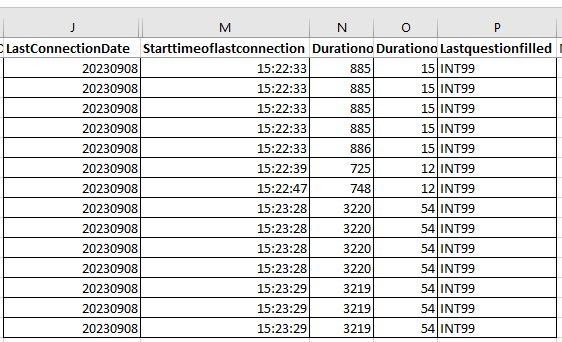 J M N O P
LastConnectionDate Starttimeoflastconnection Durationo Durationo Lastquestionfilled
20230908 15:22:33 885 15 INT99
20230908 15:22:33 885 15 INT99
20230908 15:22:33 885 15 INT99
20230908 15:22:33 885 15 INT99
20230908 15:22:33 886 15 INT99
20230908 15:22:39 725 12 INT99
20230908 15:22:47 748 12 INT99
20230908 15:23:28 3220 54 INT99
20230908 15:23:28 3220 54 INT99
20230908 15:23:28 3220 54 INT99
20230908 15:23:28 3220 54 INT99
20230908 15:23:29 3219 54 INT99
20230908 15:23:29 3219 54 INT99
20230908 15:23:29 3219 54 INT99